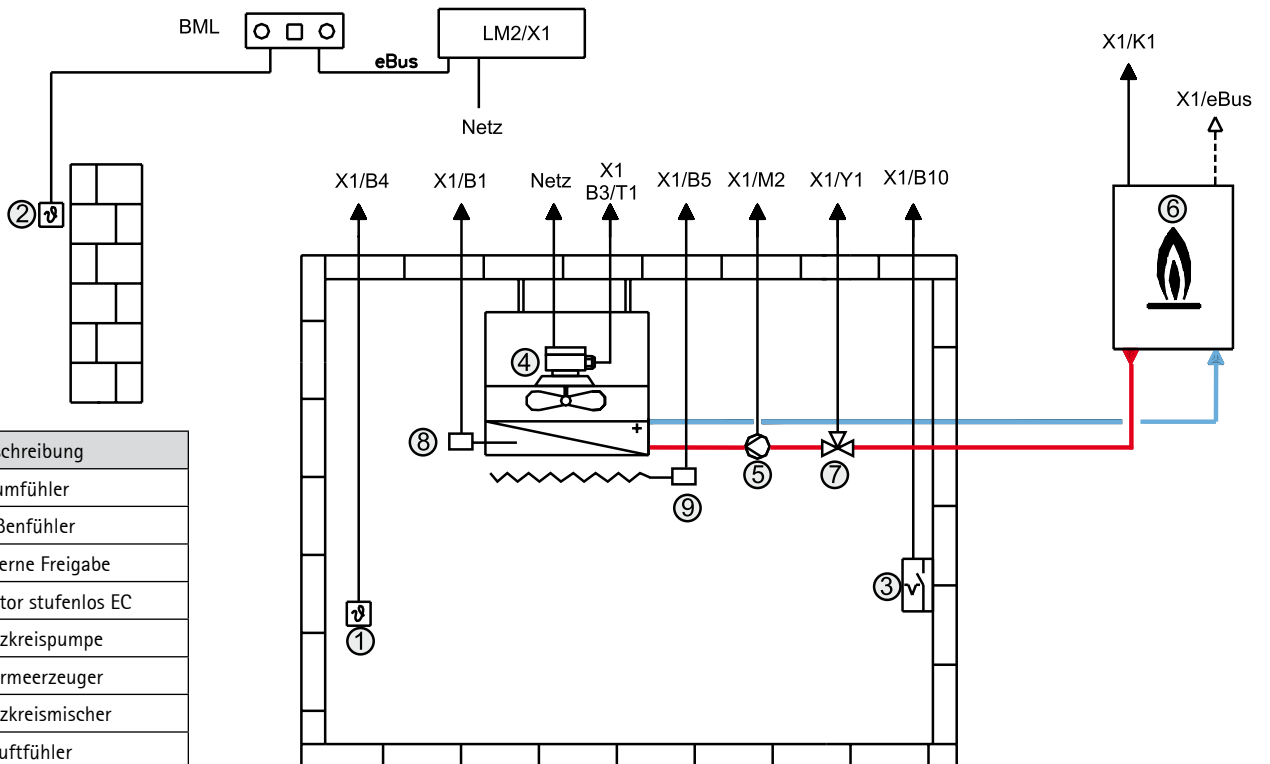 BML
LM2/X1
eBus
Netz
X1/K1
X1/eBus
X1/B4
X1/B1
Netz
X1
B3/T1
X1/B5
X1/M2
X1/Y1
X1/B10
2
ϑ
6
4
+
8
5
7
9
3
ϑ
1
schreibung
umfühler
ßenfühler
erne Freigabe
tor stufenlos EC
zkreispumpe
rmeerzeuger
zkreismischer
uftfühler